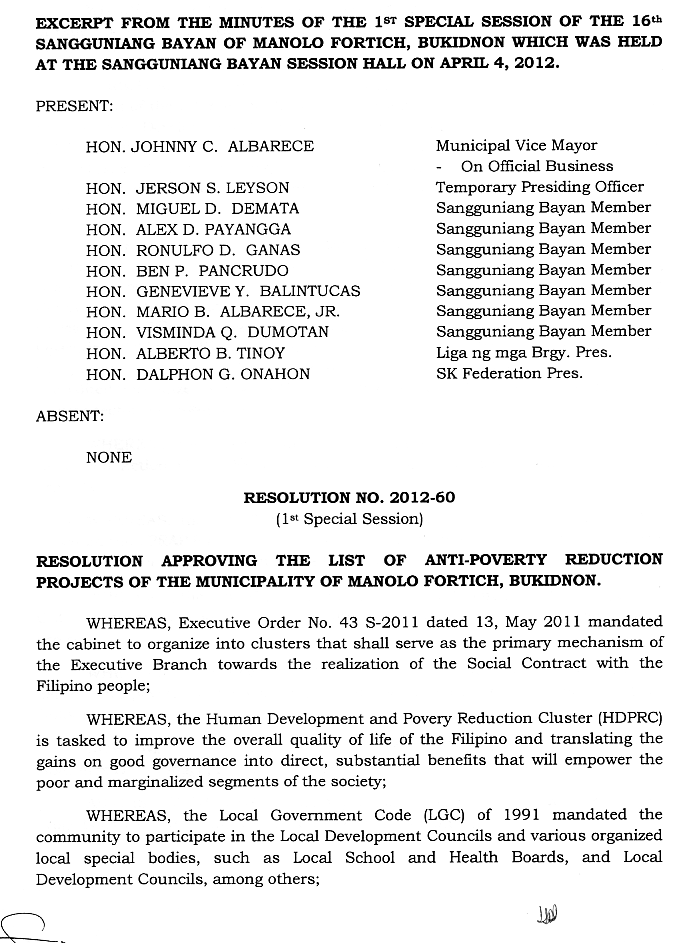 EXCERPT FROM THE MINUTES OF THE 1ST SPECIAL SESSION OF THE 16th
SANGGUNIANG BAYAN OF MANOLO FORTICH, BUKIDNON WHICH WAS HELD
AT THE SANGGUNIANG BAYAN SESSION HALL ON APRIL 4, 2012.
PRESENT:
HON. JOHNNY C. ALBARECE Municipal Vice Mayor
- On Official Business
HON. JERSON S. LEYSON Temporary Presiding Officer
HON. MIGUEL D. DEMATA Sangguniang Bayan Member
HON. ALEX D. PAYANGGA Sangguniang Bayan Member
HON. RONULFO D. GANAS Sangguniang Bayan Member
HON. BEN P. PANCRUDO Sangguniang Bayan Member
HON. GENEVIEVE Y. BALINTUCAS Sangguniang Bayan Member
HON. MARIO B. ALBARECE, JR. Sangguniang Bayan Member
HON. VISMINDA Q. DUMOTAN Sangguniang Bayan Member
HON. ALBERTO B. TINOY Liga ng mga Brgy. Pres.
HON. DALPHON G. ONAHON SK Federation Pres.
ABSENT:
NONE
RESOLUTION NO. 2012-60
(1st Special Session)
RESOLUTION APPROVING THE LIST OF ANTI-POVERTY REDUCTION
PROJECTS OF THE MUNICIPALITY OF MANOLO FORTICH, BUKIDNON.
WHEREAS, Executive Order No. 43 S-2011 dated 13, May 2011 mandated
the cabinet to organize into clusters that shall serve as the primary mechanism of
the Executive Branch towards the realization of the Social Contract with the
Filipino people;
WHEREAS, the Human Development and Povery Reduction Cluster (HDPRC)
is tasked to improve the overall quality of life of the Filipino and translating the
gains on good governance into direct, substantial benefits that will empower the
poor and marginalized segments of the society;
WHEREAS, the Local Government Code (LGC) of 1991 mandated the
community to participate in the Local Development Councils and various organized
local special bodies, such as Local School and Health Boards, and Local
Development Councils, among others;